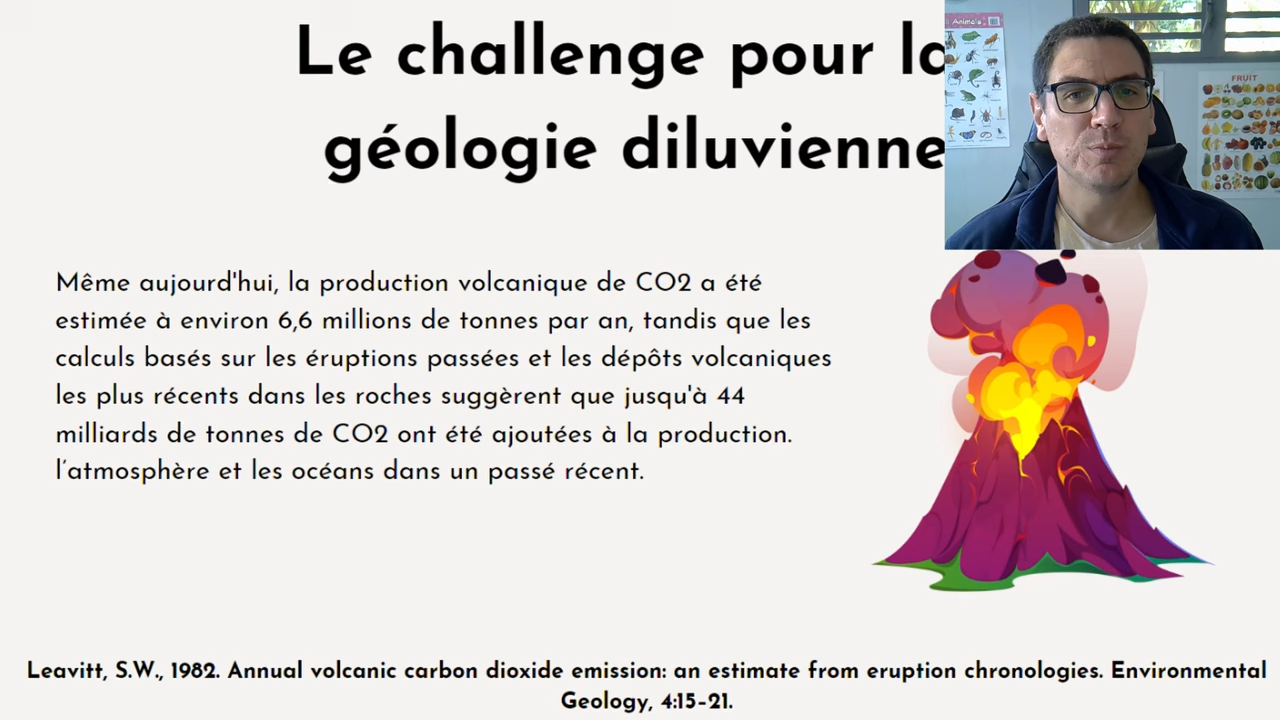 Le challenge pour la
géologie diluvienne
Animals
FRUIT
Même aujourd'hui, la production volcanique de CO2 a été
estimée à environ 6,6 millions de tonnes par an, tandis que les
calculs basés sur les éruptions passées et les dépôts volcaniques
les plus récents dans les roches suggèrent que jusqu'à 44
milliards de tonnes de CO2 ont été ajoutées à la production.
l’atmosphère et les océans dans un passé récent.
Leavitt, S.W., 1982. Annual volcanic carbon dioxide emission: an estimate from eruption chronologies. Environmental
Geology, 4:15–21.